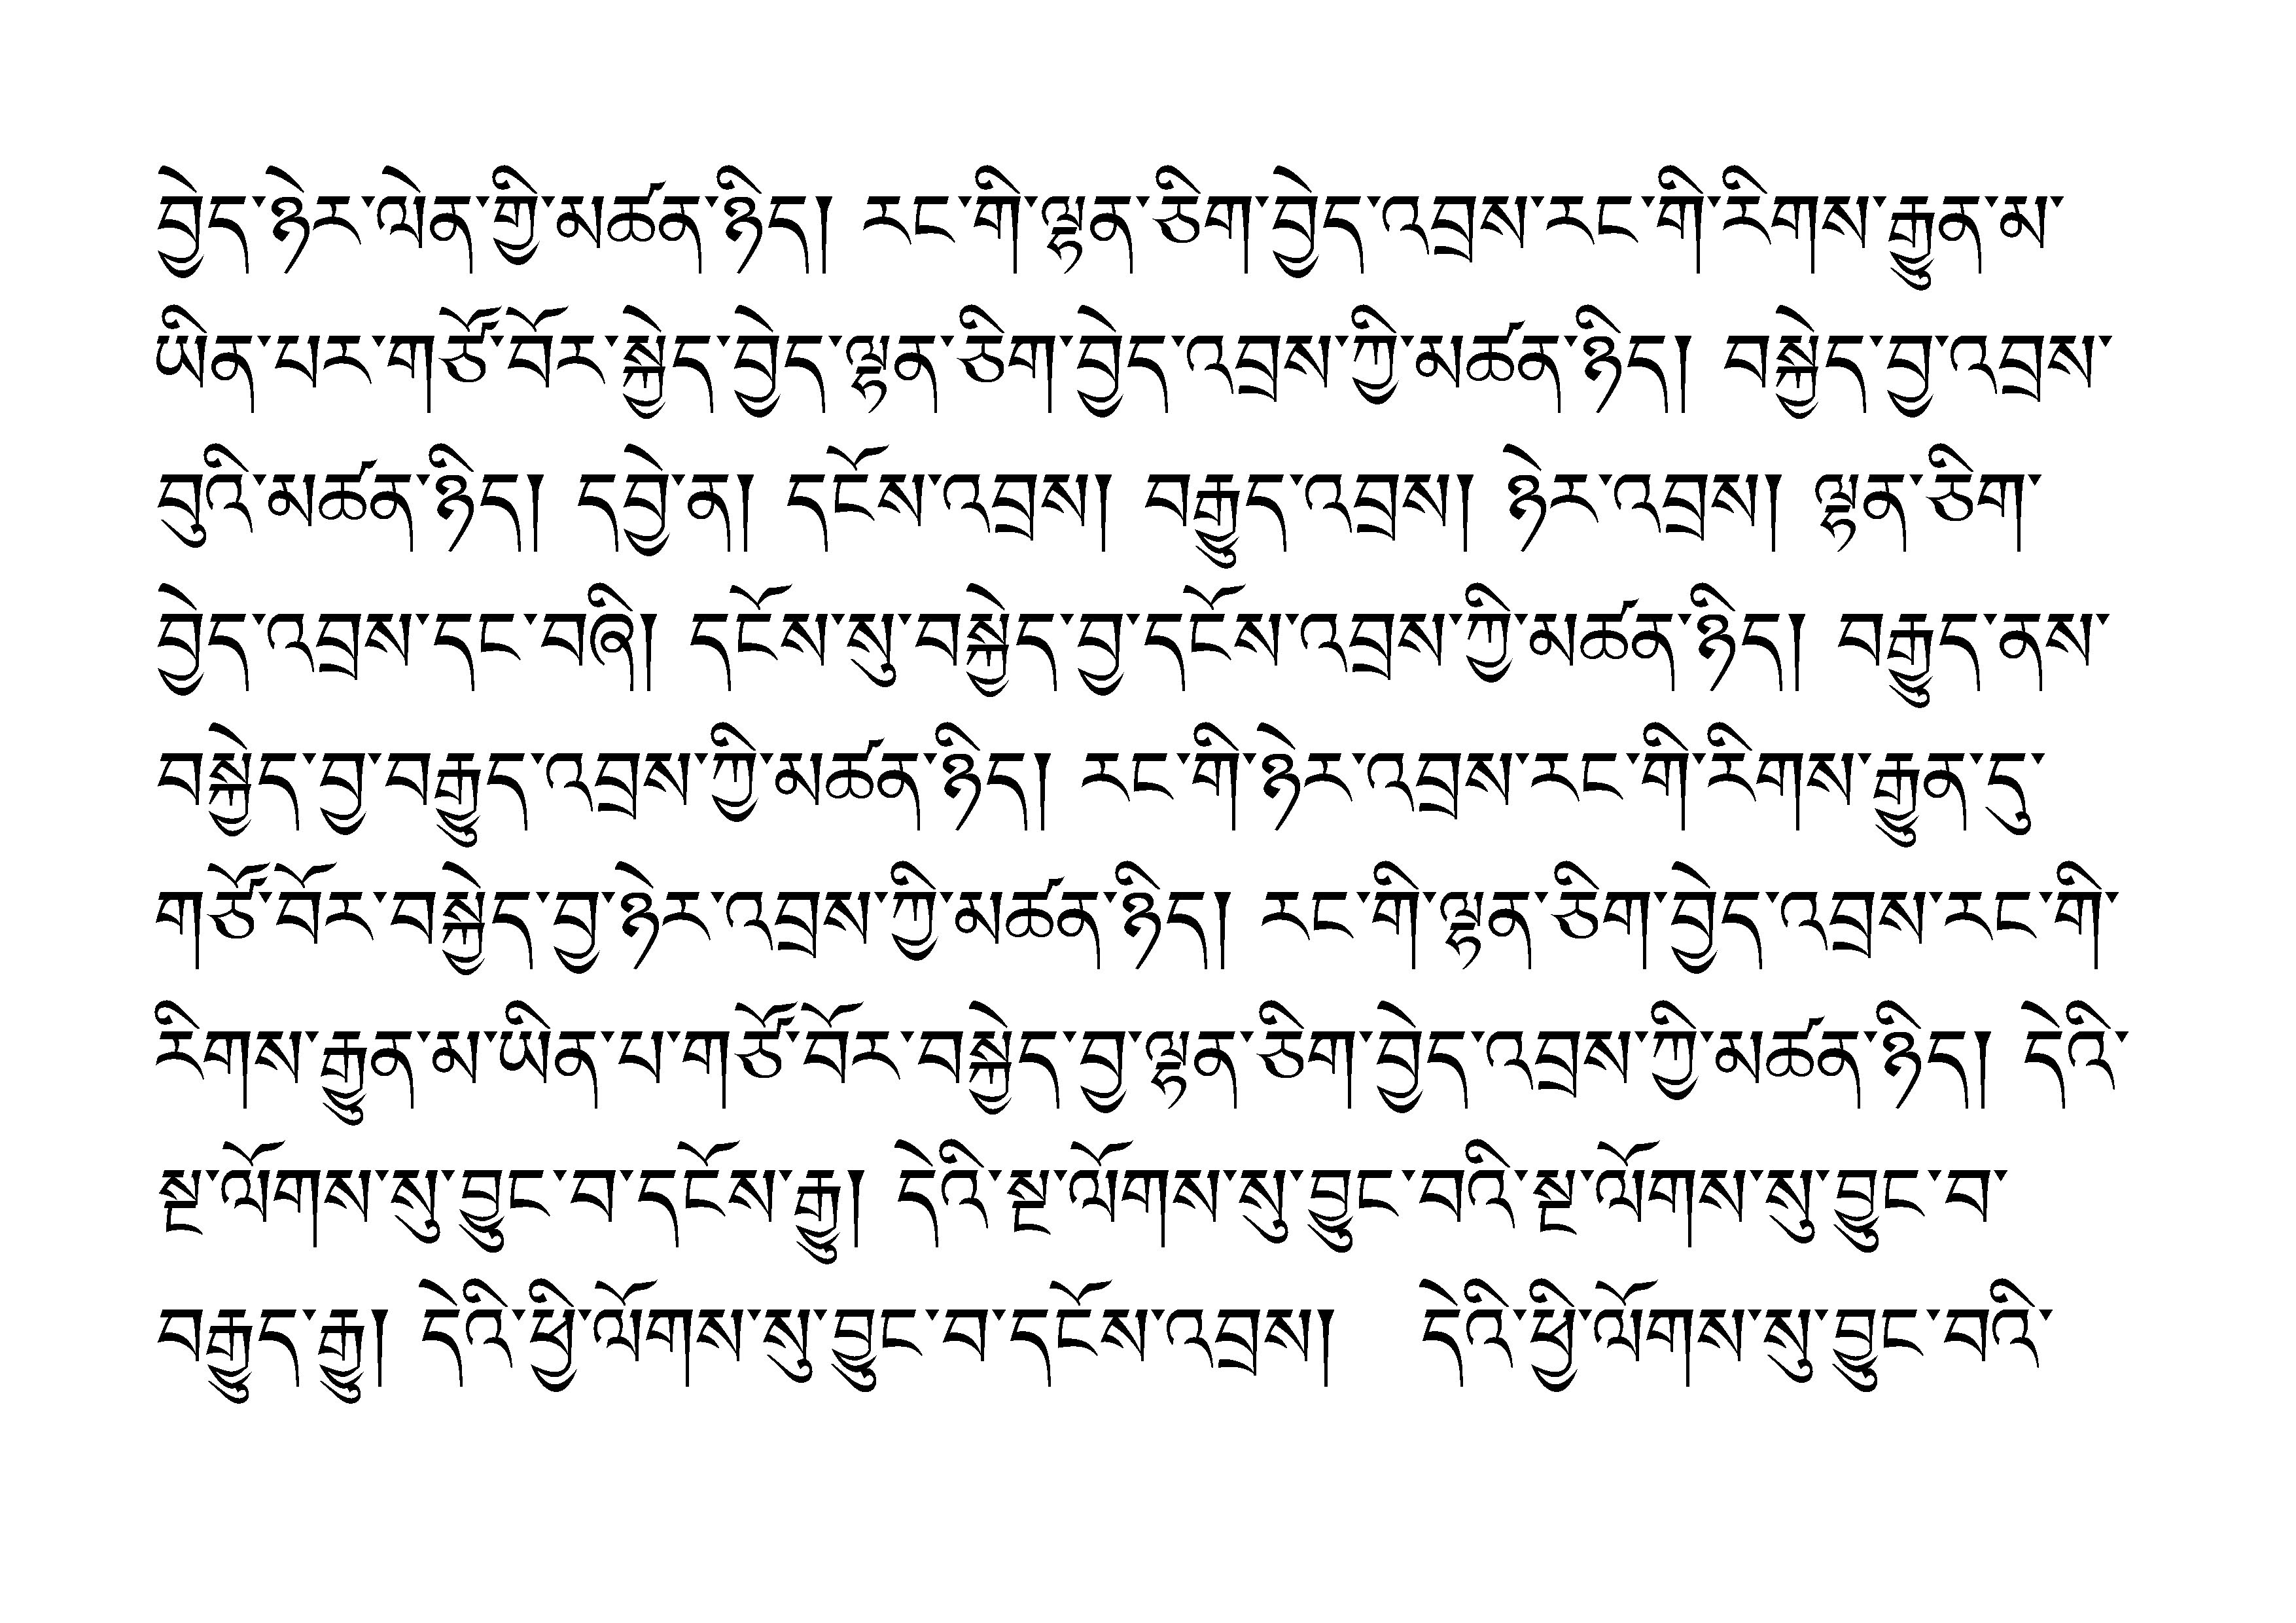 བྱེད་ཉེར་ལེན་གྱི་མཚན་ཉིད། རང་གི་ལྷན་ཅིག་བྱེད་འབྲས་རང་གི་རིགས་རྒྱུན་མ་
ཡིན་པར་གཙོ་བོར་སྐྱེད་བྱེད་ལྷན་ཅིག་བྱེད་འབྲས་ཀྱི་མཚན་ཉིད། བསྐྱེད་བྱ་འབྲས་
བུའི་མཚན་ཉིད། དབྱེ་ན། དངོས་འབྲས། བརྒྱུད་འབྲས། ཉེར་འབྲས། ལྷན་ཅིག་
བྱེད་འབྲས་དང་བཞི། དངོས་སུ་བསྐྱེད་བྱ་དངོས་འབྲས་ཀྱི་མཚན་ཉིད། བརྒྱུད་ནས་
བསྐྱེད་བྱ་བརྒྱུད་འབྲས་ཀྱི་མཚན་ཉིད། རང་གི་ཉེར་འབྲས་རང་གི་རིགས་རྒྱུན་དུ་
གཙོ་བོར་བསྐྱེད་བྱ་ཉེར་འབྲས་ཀྱི་མཚན་ཉིད། རང་གི་ལྷན་ཅིག་བྱེད་འབྲས་རང་གི་
རིགས་རྒྱུན་མ་ཡིན་པ་གཙོ་བོར་བསྐྱེད་བྱ་ལྷན་ཅིག་བྱེད་འབྲས་ཀྱི་མཚན་ཉིད། དེའི་
སྔ་ལོགས་སུ་བྱུང་བ་དངོས་རྒྱུ། དེའི་སྔ་ལོགས་སུ་བྱུང་བའི་སྔ་ལོགས་སུ་བྱུང་བ་
བརྒྱུད་རྒྱུ། དེའི་ཕྱི་ལོགས་སུ་བྱུང་བ་དངོས་འབྲས། དེའི་ཕྱི་ལོགས་སུ་བྱུང་བའི་